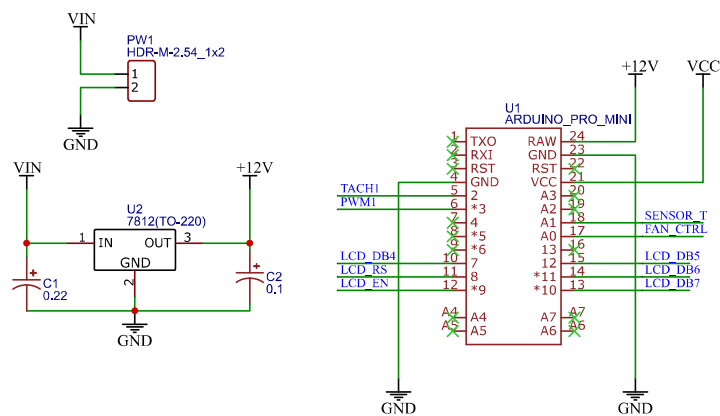 VIN
PW1
HDR-M-2.54_1x2
1
2
GND
VIN
+12V
U2
7812(TO-220)
1 IN OUT 3
GND
2
C1
0.22
C2
0.1
GND
+12V
VCC
U1
ARDUINO_PRO_MINI
1 TXO RAW 24
2 RXI GND 23
3 RST RST 22
4 GND VCC 21
TACH1 5 2 A3 20
PWM1 6 *3 A2 19
7 4 A1 18 SENSOR_T
8 *5 A0 17 FAN_CTRL
9 *6 13 16
LCD_DB4 10 7 12 15 LCD_DB5
LCD_RS 11 8 *11 14 LCD_DB6
LCD_EN 12 *9 *10 13 LCD_DB7
A4 A4 A7 A7
A5 A5 A6 A6
GND
GND